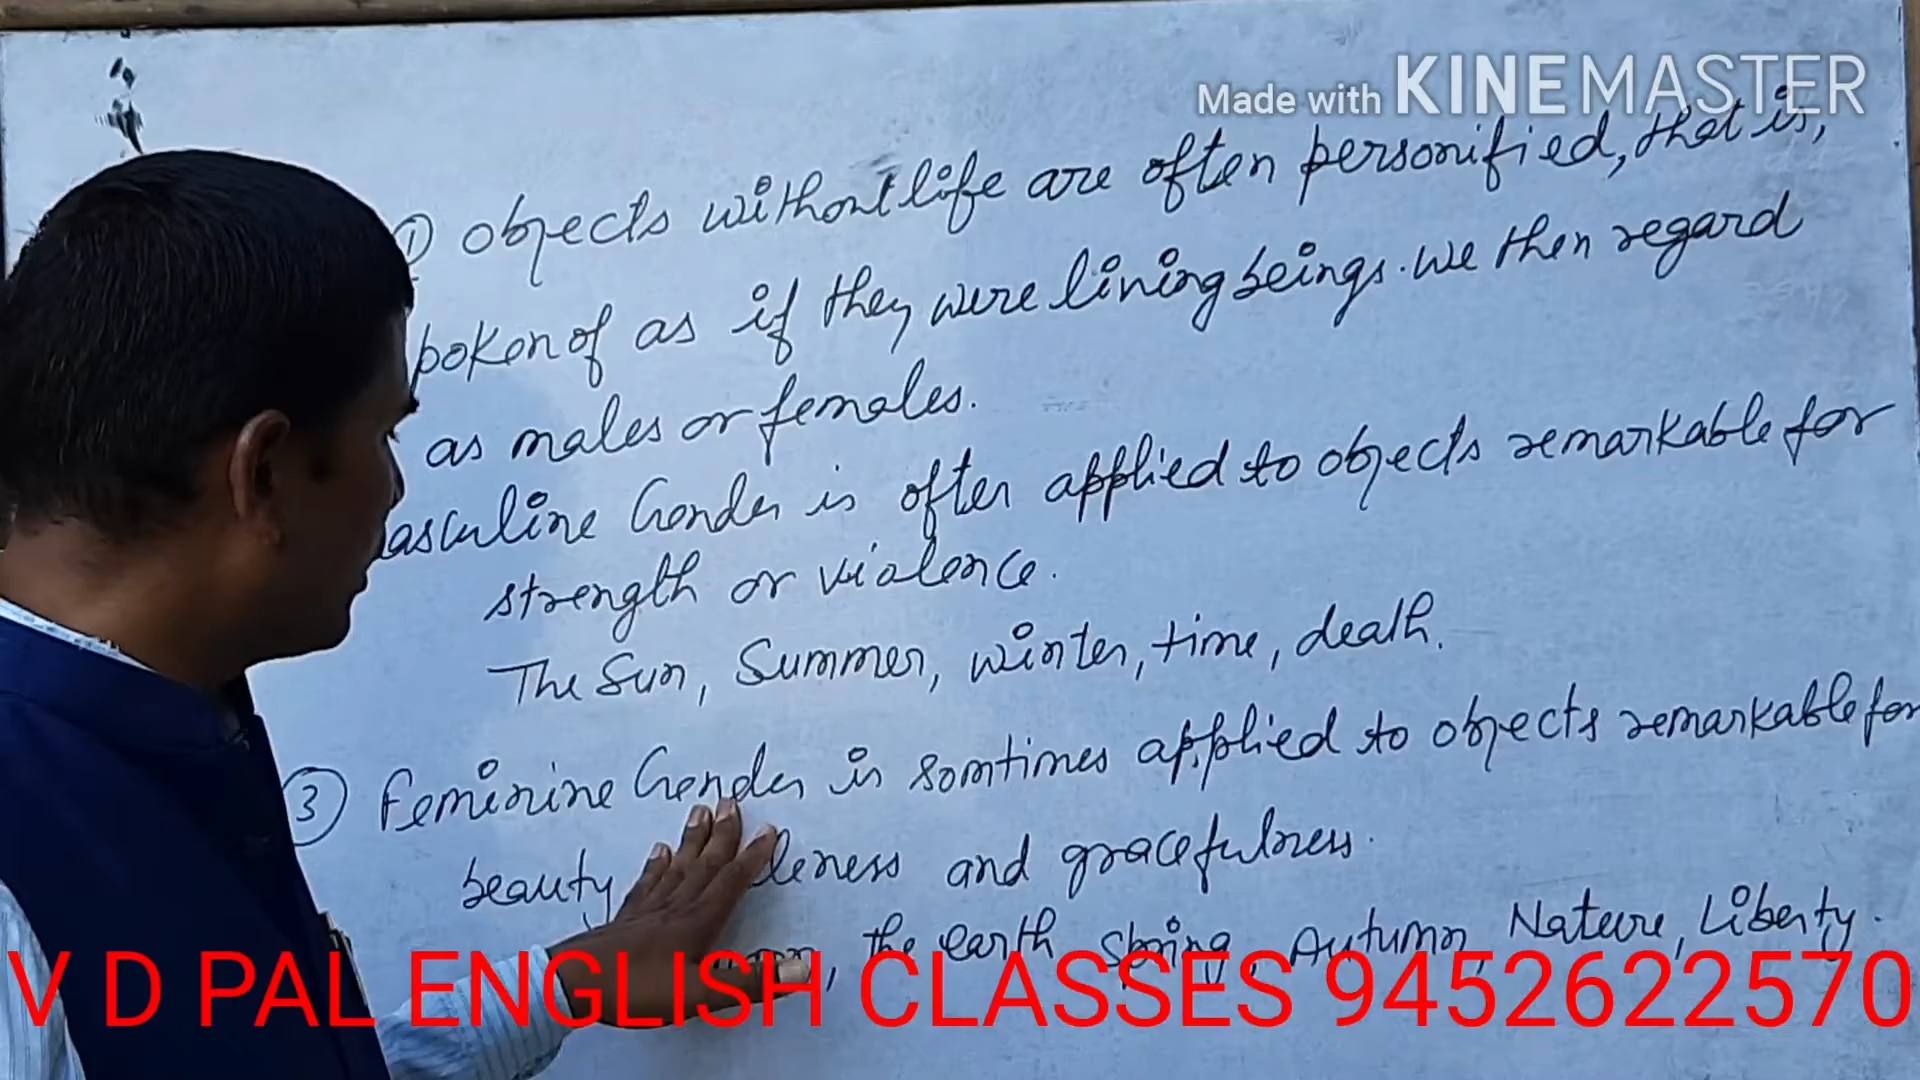 Made with KINEMASTER
① objects without life are often personified, that is,
poken of as if they were living beings. we then regard
as males or females.
asculine Gender is often applied to objects remarkable for
strength or violence.
The Sun, Summer, winter, time, death.
③ Feminine Gender is somtimes applied to objects remarkable for
beauty leness and gracefulness.
the earth spring, Autumn, Nature, Liberty.
V D PAL ENGLISH CLASSES 9452622570